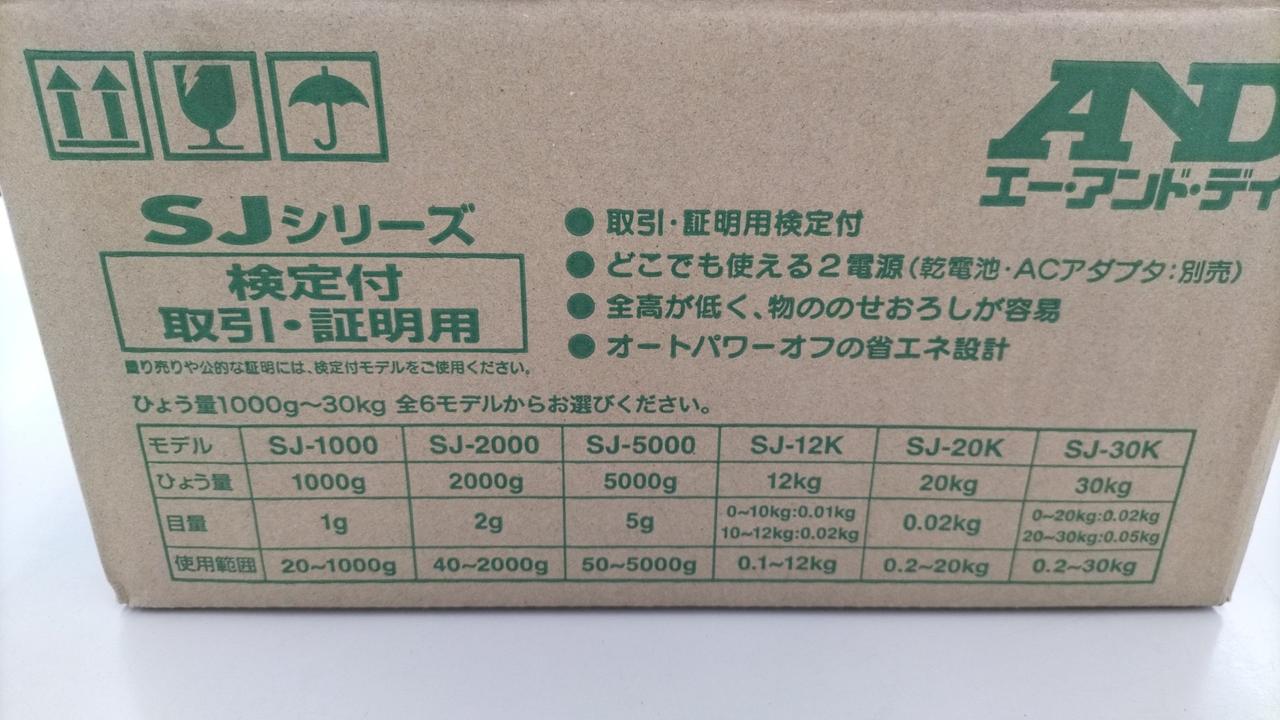 AND
エー・アンド・デイ
SJシリーズ
検定付
取引・証明用
量り売りや公的な証明には、検定付モデルをご使用ください。
● 取引・証明用検定付
● どこでも使える2電源(乾電池・ACアダプタ:別売)
● 全高が低く、物ののせおろしが容易
● オートパワーオフの省エネ設計
ひょう量1000g~30kg 全6モデルからお選びください。
モデル SJ-1000 SJ-2000 SJ-5000 SJ-12K SJ-20K SJ-30K
ひょう量 1000g 2000g 5000g 12kg 20kg 30kg
目量 1g 2g 5g 0~10kg:0.01kg 10~12kg:0.02kg 0.02kg 0~20kg:0.02kg 20~30kg:0.05kg
使用範囲 20~1000g 40~2000g 50~5000g 0.1~12kg 0.2~20kg 0.2~30kg